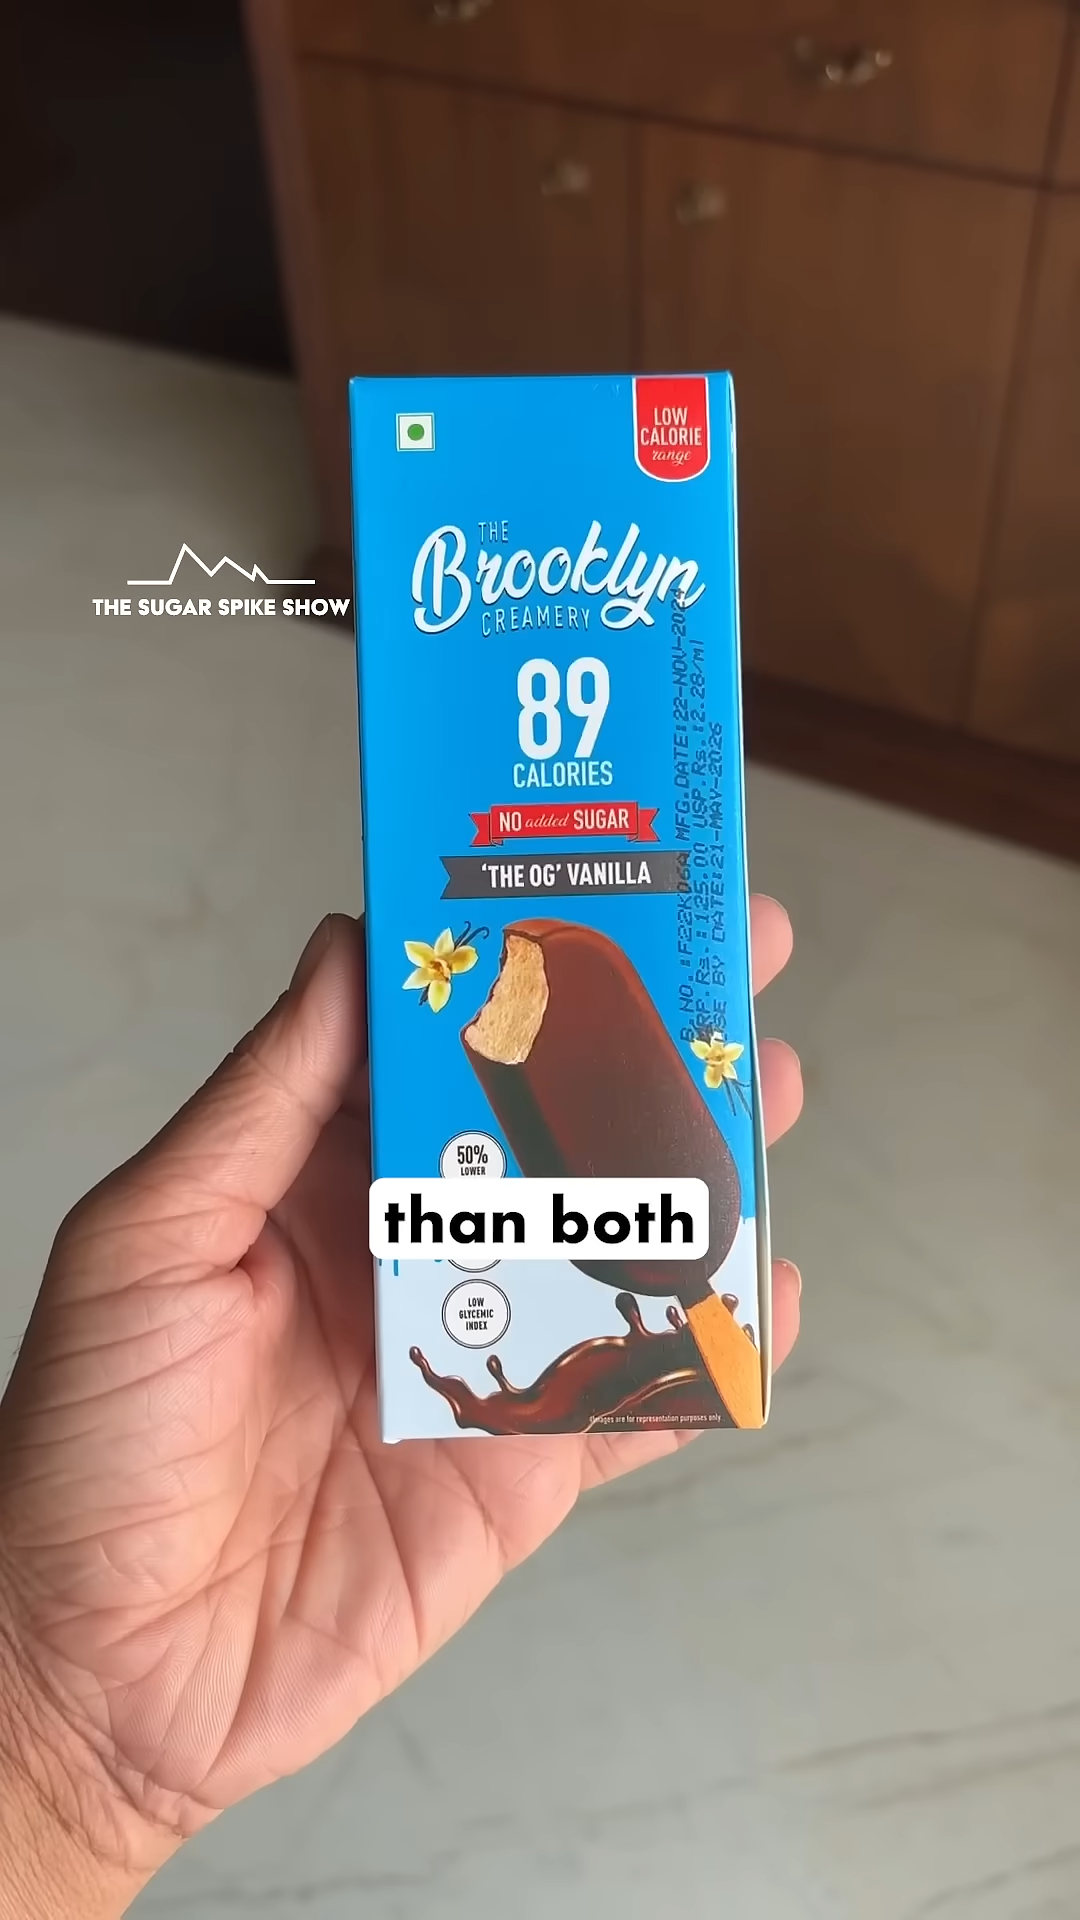 LOW
CALORIE
range
THE
Brooklyn
CREAMERY
THE SUGAR SPIKE SHOW
89
CALORIES
NO added SUGAR
'THE OG' VANILLA
B.NO.:F22K06A MFG.DATE:22-NOV-202
MRP. Rs.:125.00 USP.Rs.:2.28/ml
USE BY DATE:21-MAY-2026
50%
LOWER
than both
LOW
GLYCEMIC
INDEX
Images are for representation purposes only